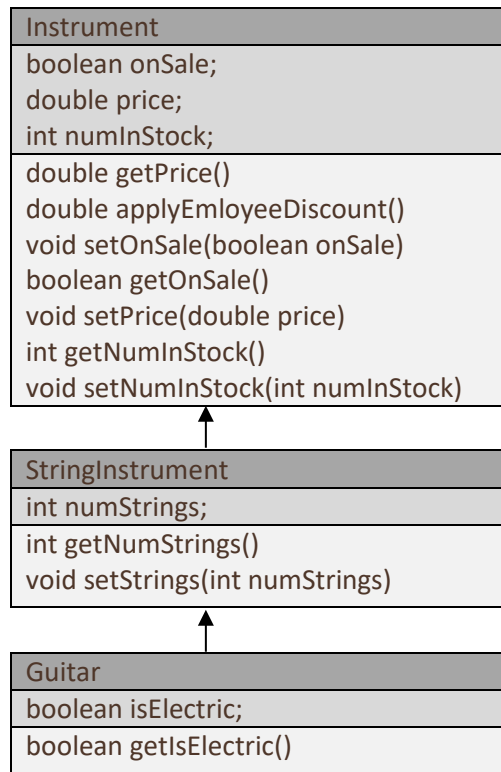 Instrument
boolean onSale;
double price;
int numInStock;
double getPrice()
double applyEmloyeeDiscount()
void setOnSale(boolean onSale)
boolean getOnSale()
void setPrice(double price)
int getNumInStock()
void setNumInStock(int numInStock)
StringInstrument
int numStrings;
int getNumStrings()
void setStrings(int numStrings)
Guitar
boolean isElectric;
boolean getIsElectric()